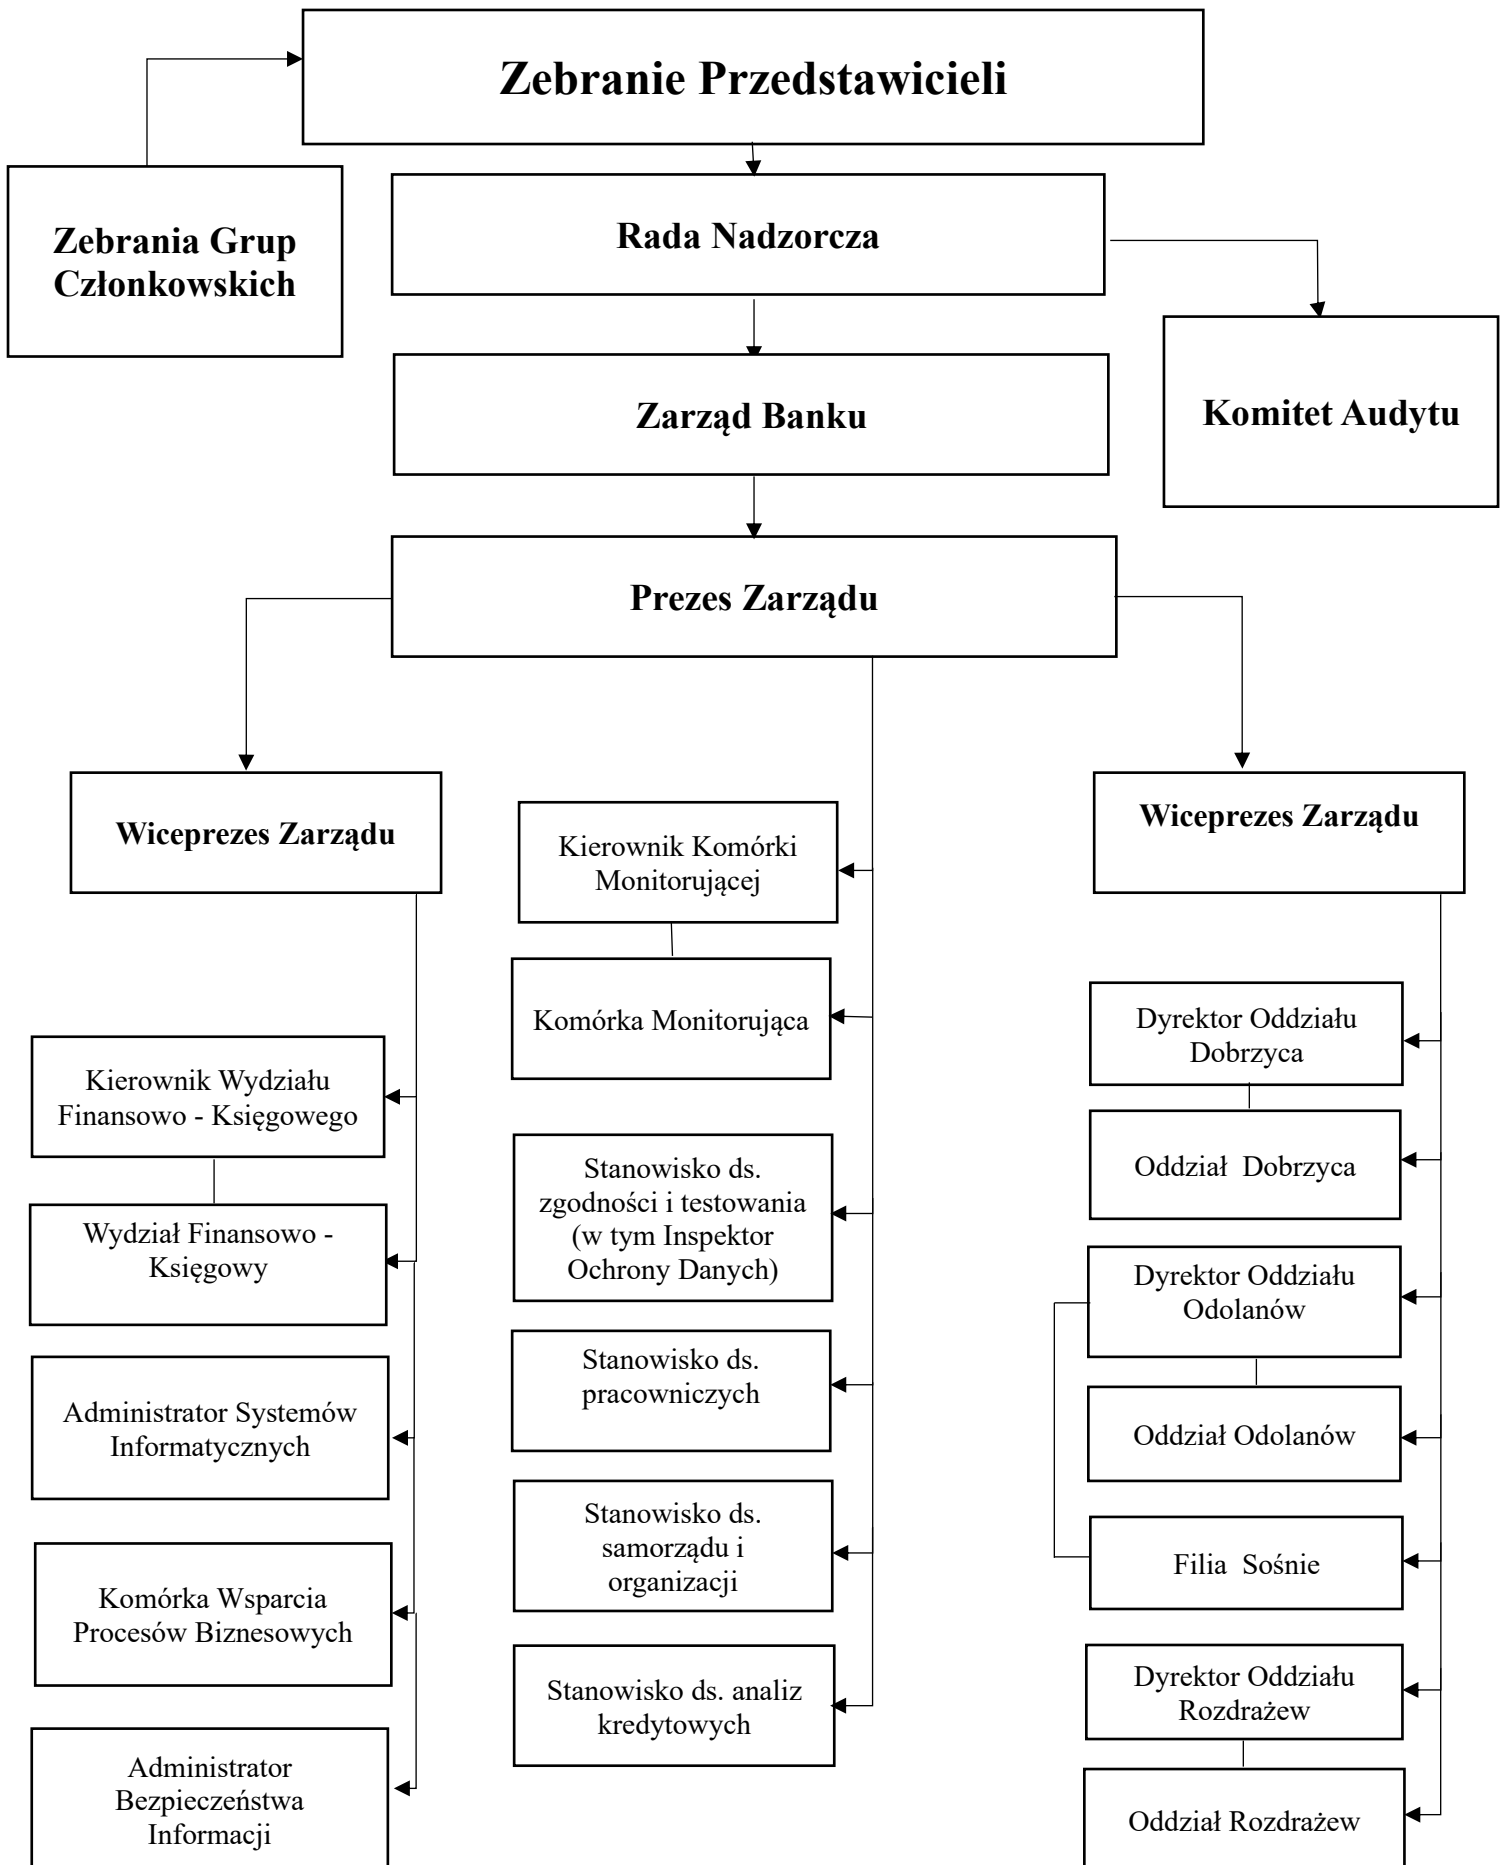 Zebranie Przedstawicieli
Zebrania Grup
Członkowskich
Rada Nadzorcza
Komitet Audytu
Zarząd Banku
Prezes Zarządu
Wiceprezes Zarządu
Kierownik Wydziału
Finansowo - Księgowego
Wydział Finansowo -
Księgowy
Administrator Systemów
Informatycznych
Komórka Wsparcia
Procesów Biznesowych
Administrator
Bezpieczeństwa
Informacji
Kierownik Komórki
Monitorującej
Komórka Monitorująca
Stanowisko ds.
zgodności i testowania
(w tym Inspektor
Ochrony Danych)
Stanowisko ds.
pracowniczych
Stanowisko ds.
samorządu i
organizacji
Stanowisko ds. analiz
kredytowych
Wiceprezes Zarządu
Dyrektor Oddziału
Dobrzyca
Oddział  Dobrzyca
Dyrektor Oddziału
Odolanów
Oddział Odolanów
Filia  Sośnie
Dyrektor Oddziału
Rozdrażew
Oddział Rozdrażew